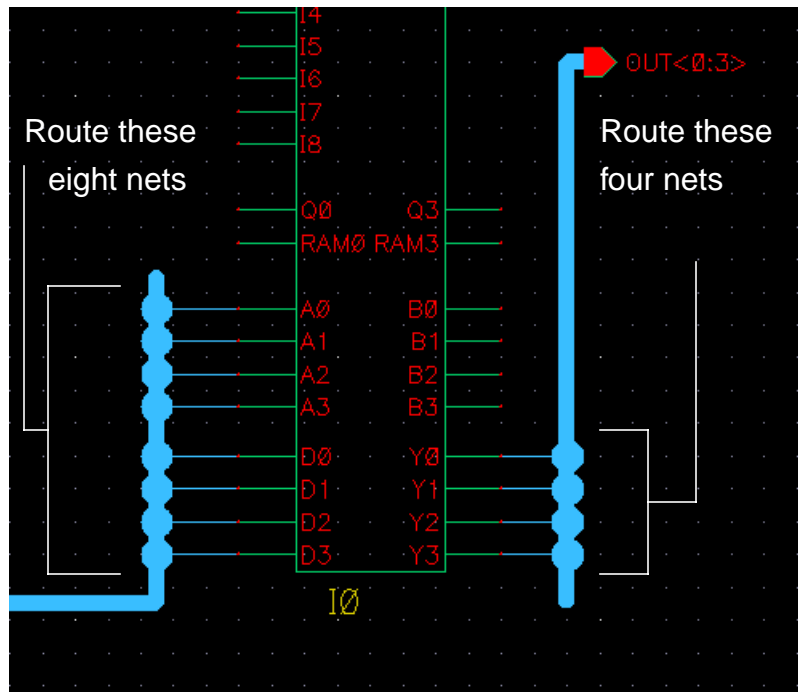 I4
I5
I6
I7
I8
OUT<0:3>
Route these
eight nets
Route these
four nets
Q0 Q3
RAM0 RAM3
A0 B0
A1 B1
A2 B2
A3 B3
D0 Y0
D1 Y1
D2 Y2
D3 Y3
I0